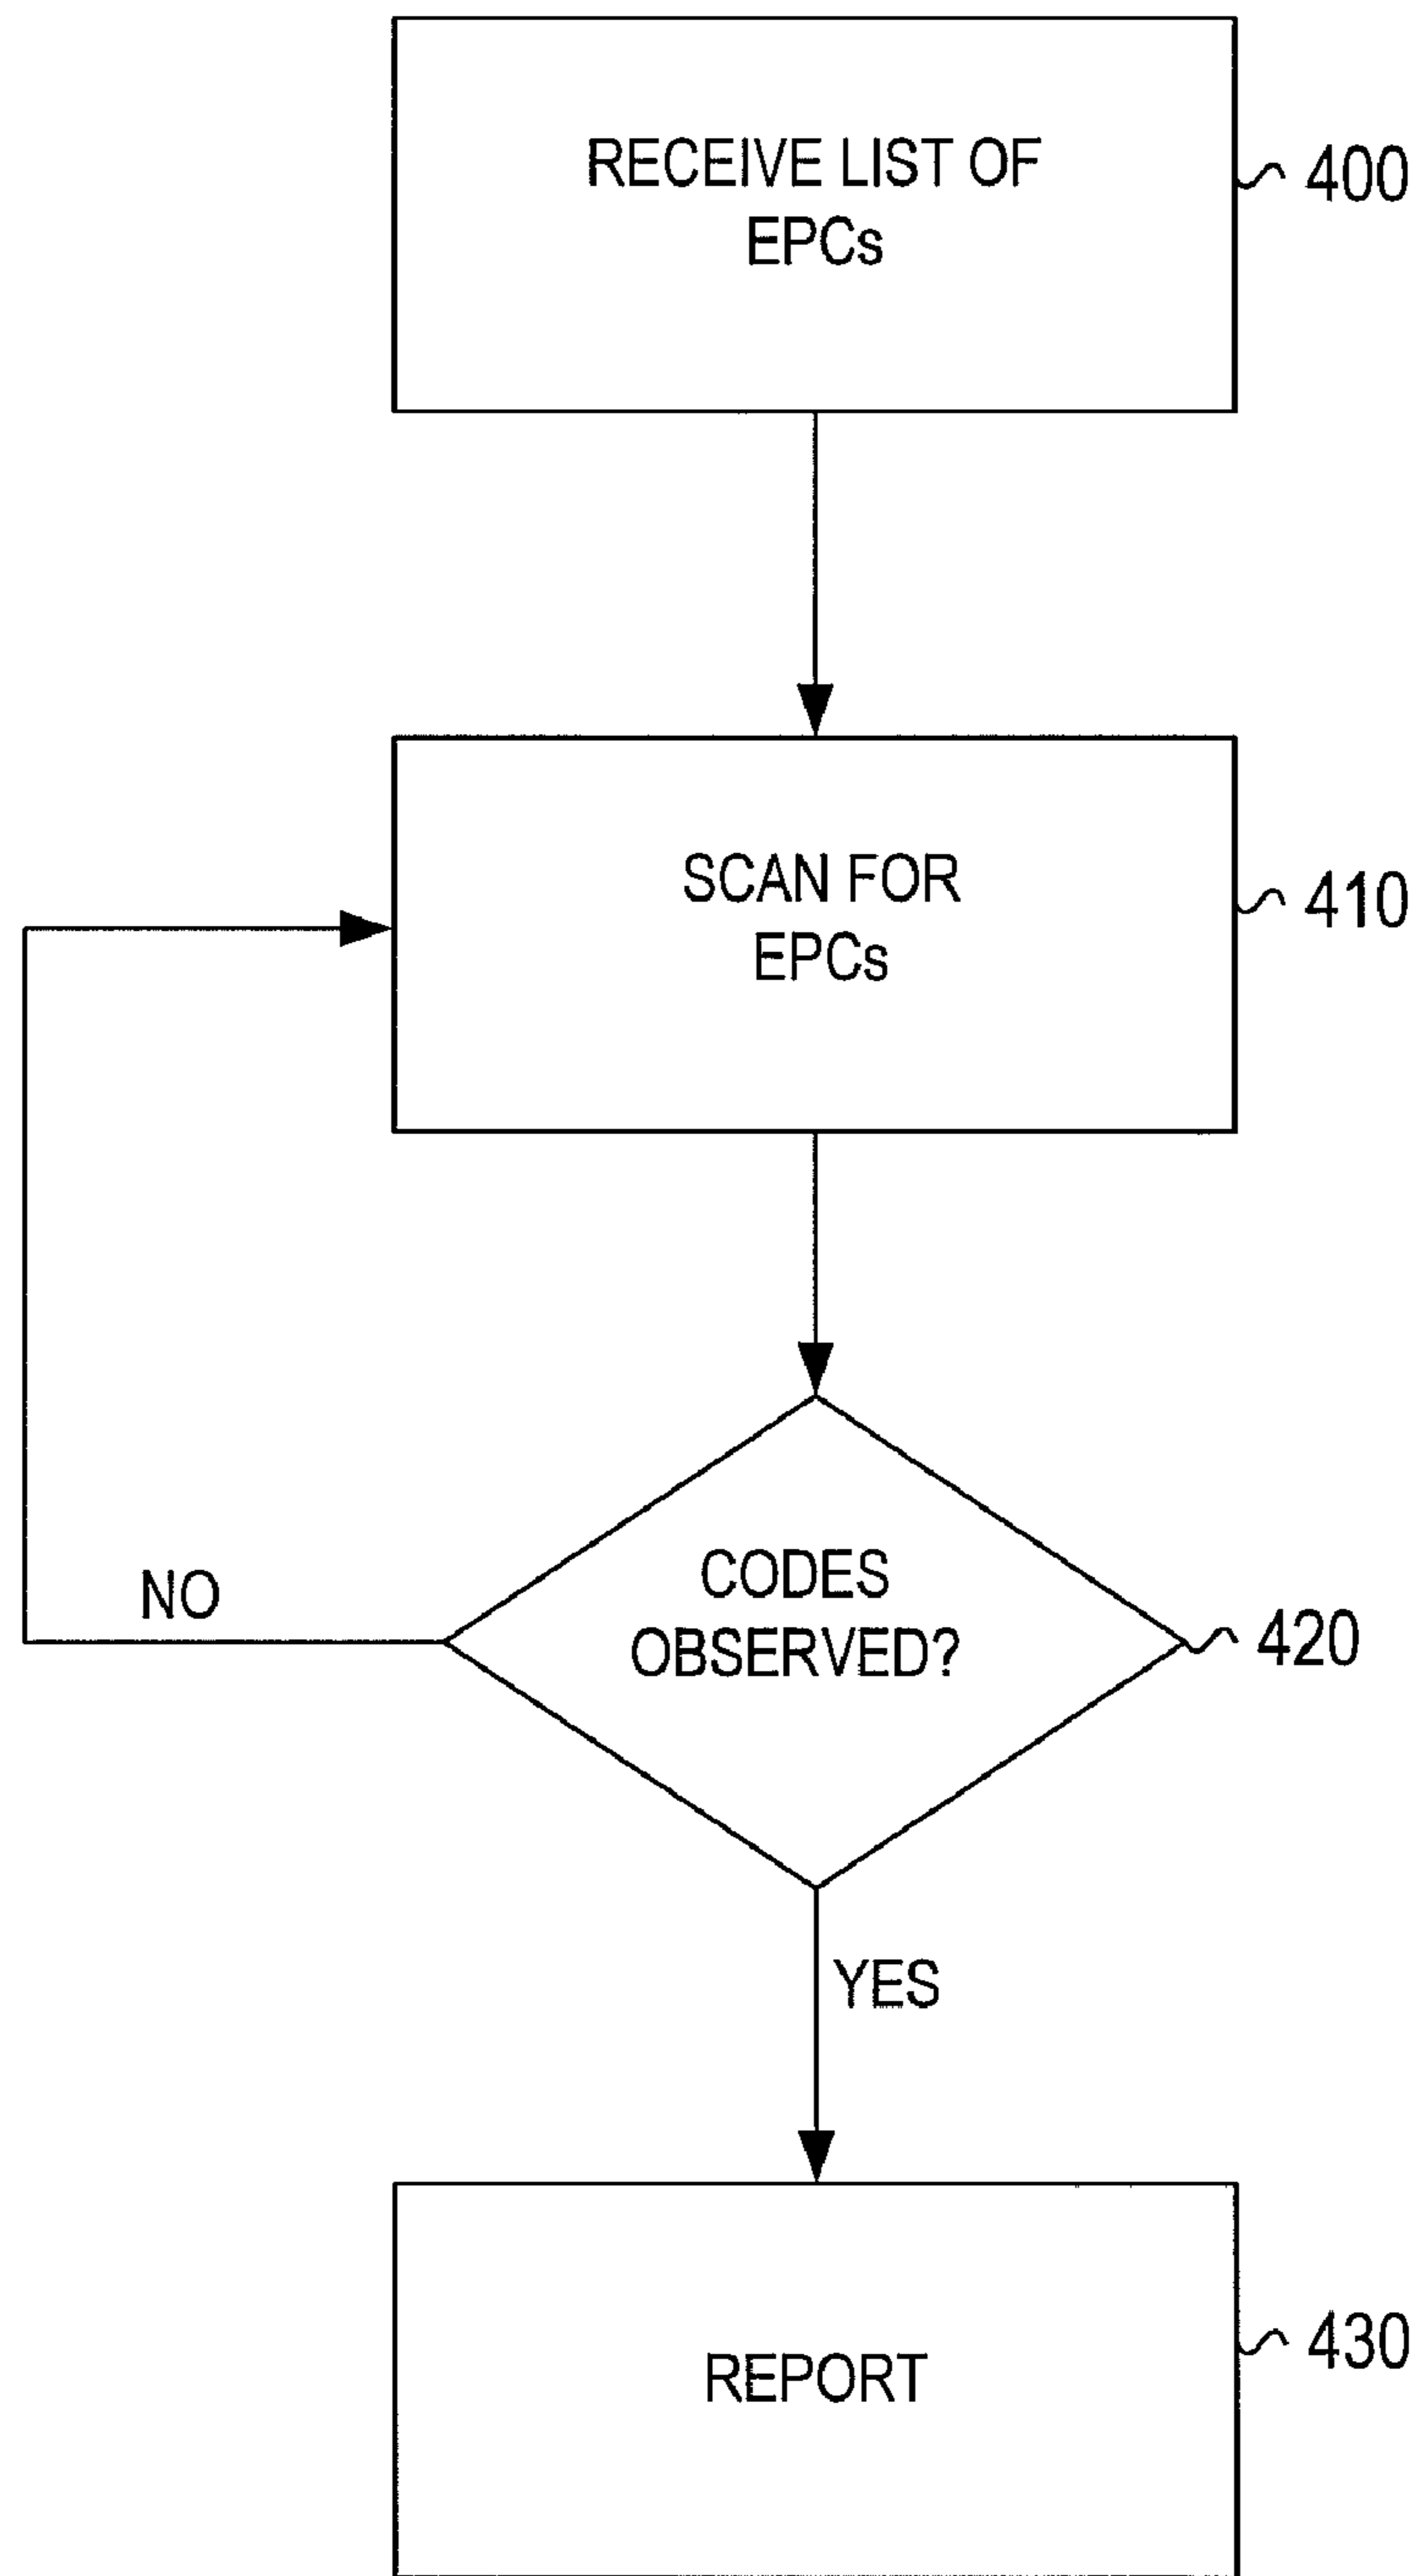 RECEIVE LIST OF
EPCs
400
SCAN FOR
EPCs
410
CODES
OBSERVED?
420
NO
YES
REPORT
430